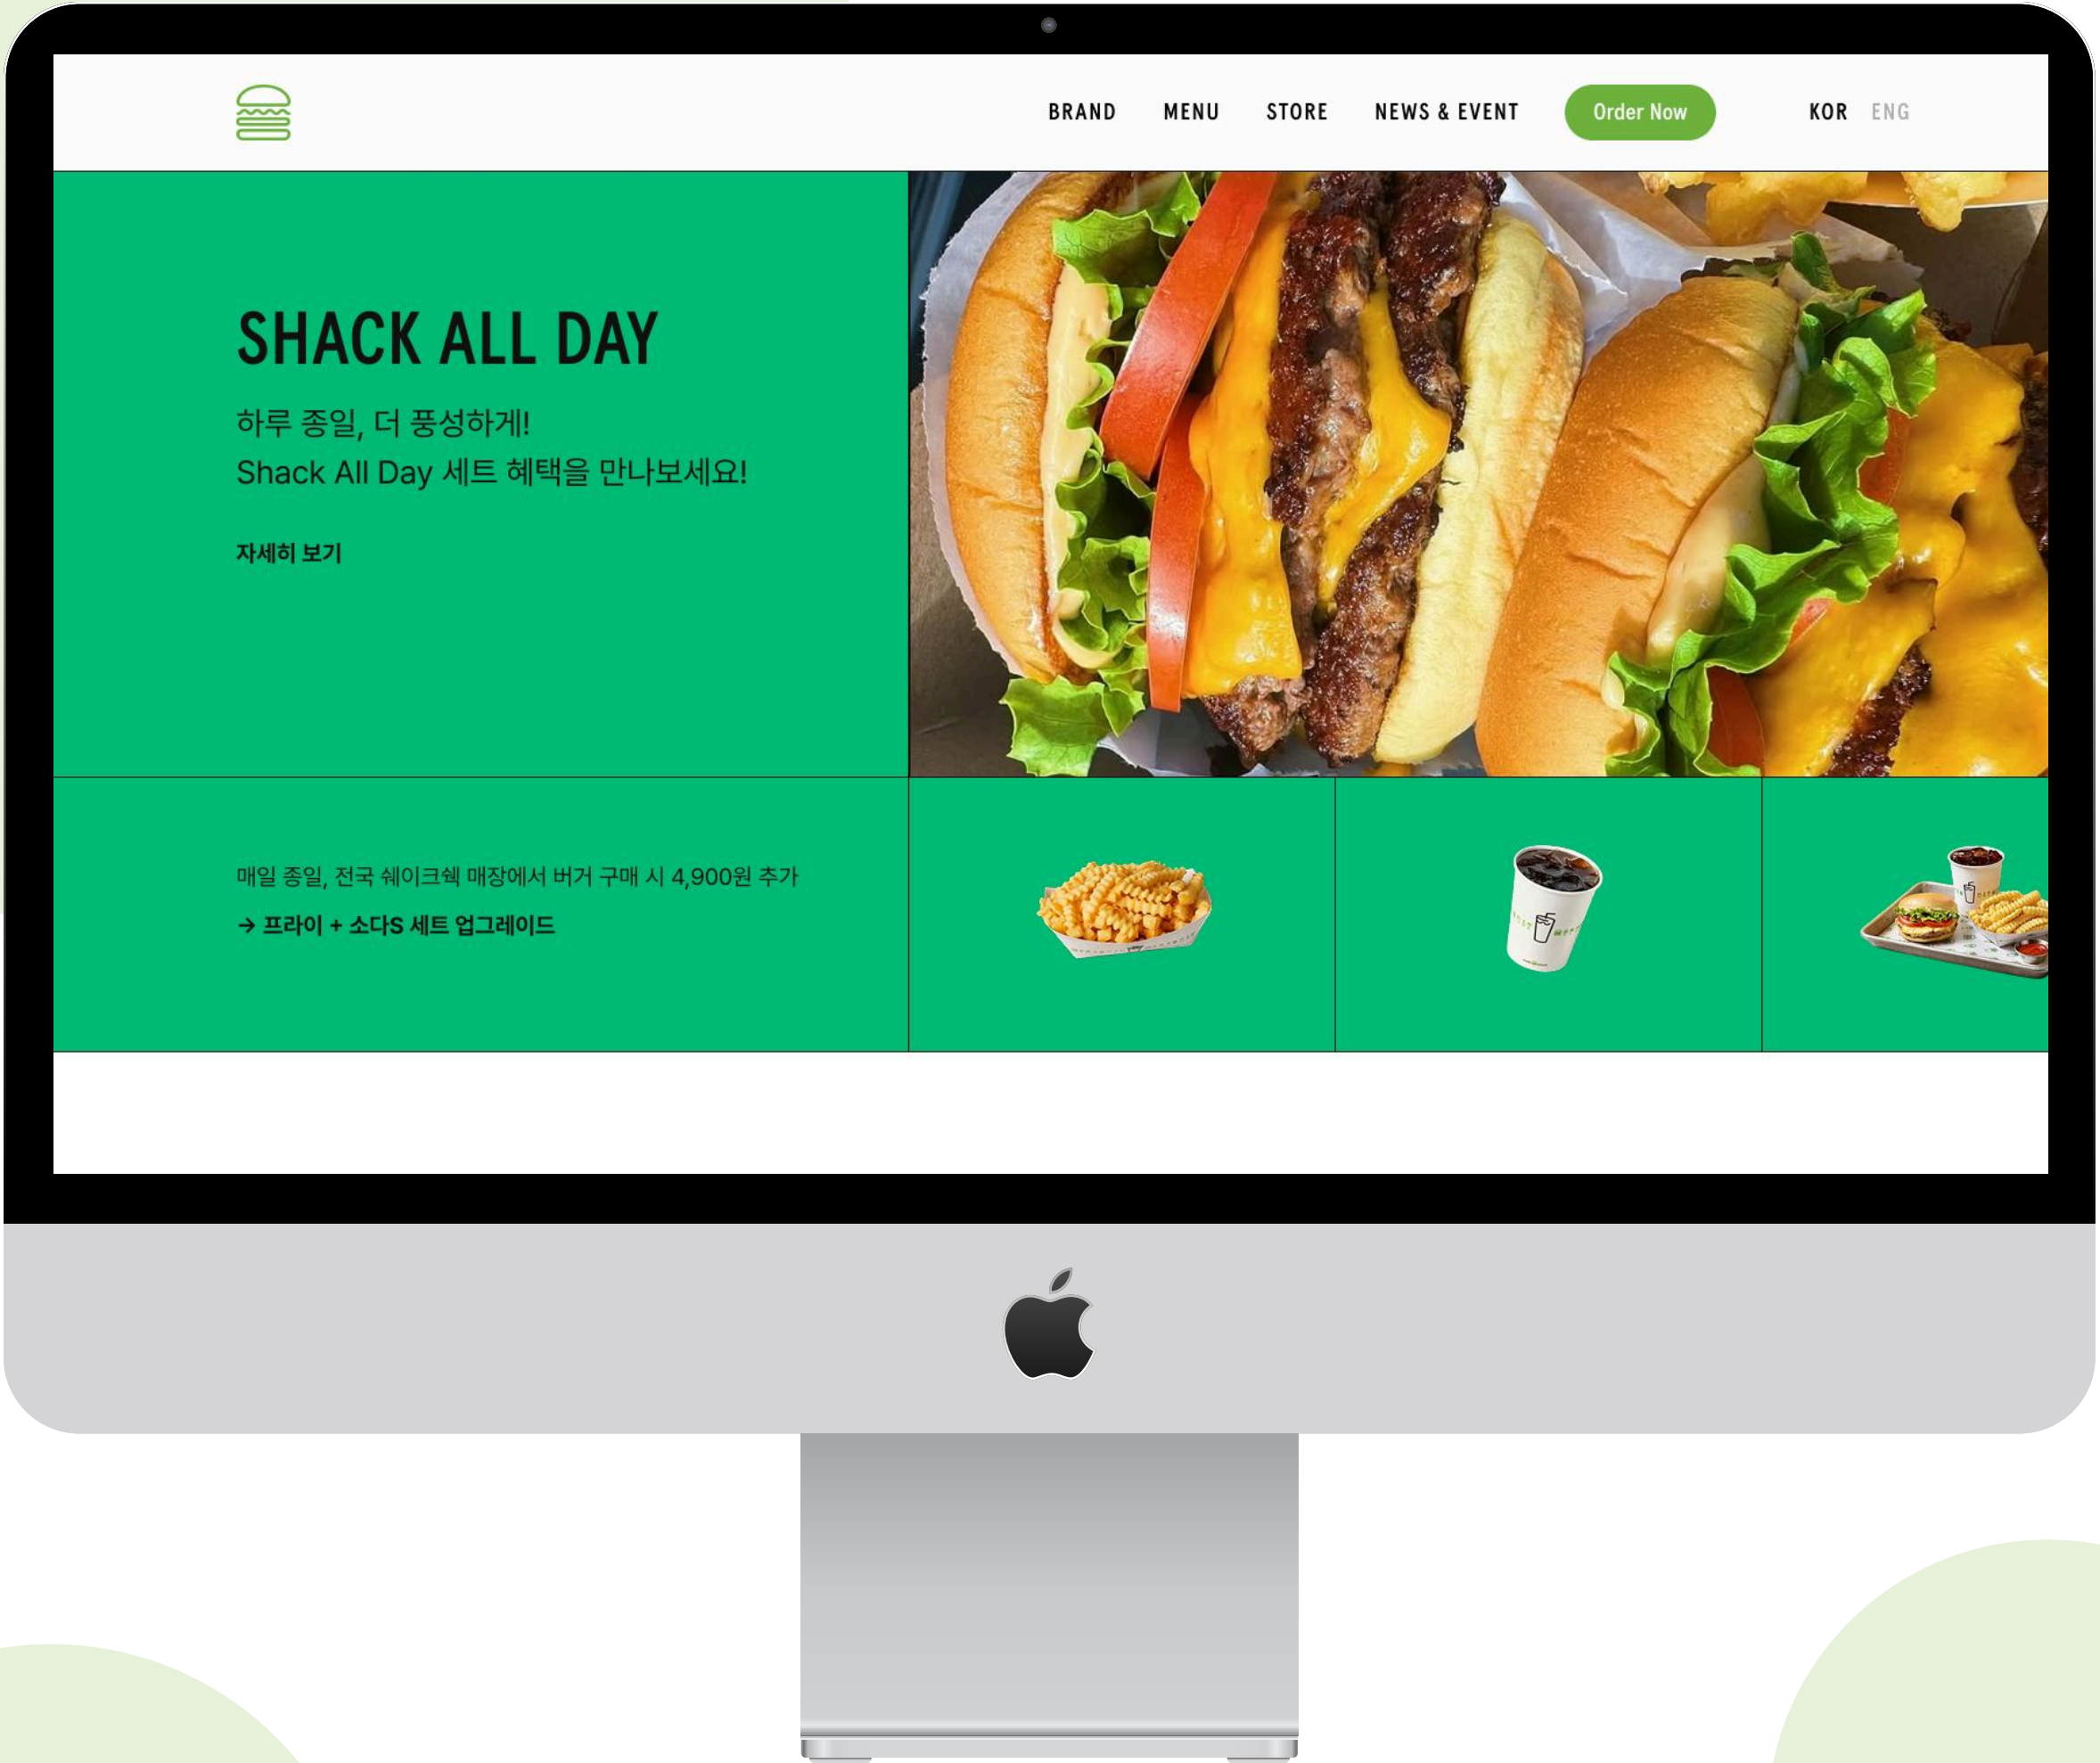 BRAND MENU STORE NEWS & EVENT Order Now KOR ENG
SHACK ALL DAY
하루 종일, 더 풍성하게!
Shack All Day 세트 혜택을 만나보세요!
자세히 보기
매일 종일, 전국 쉐이크쉑 매장에서 버거 구매 시 4,900원 추가
→ 프라이 + 소다S 세트 업그레이드